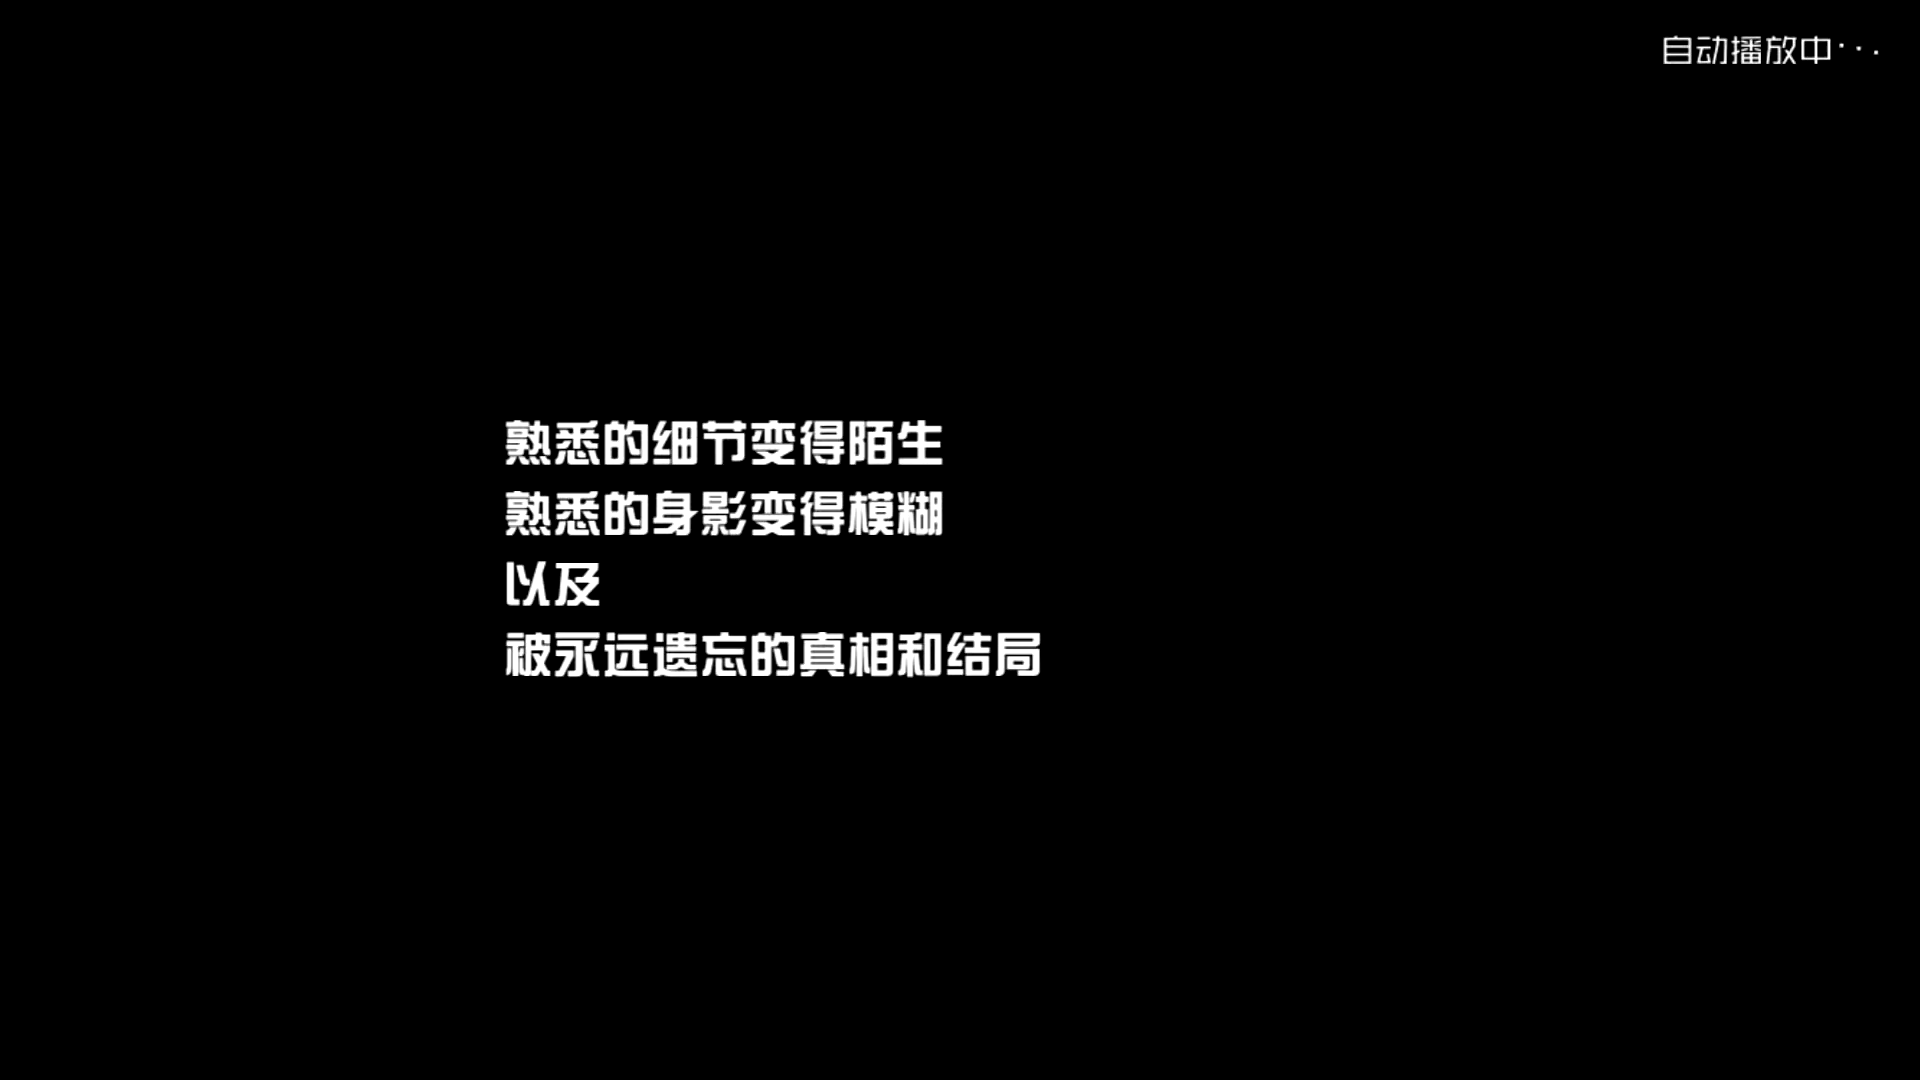 自动播放中···
熟悉的细节变得陌生
熟悉的身影变得模糊
以及
被永远遗忘的真相和结局